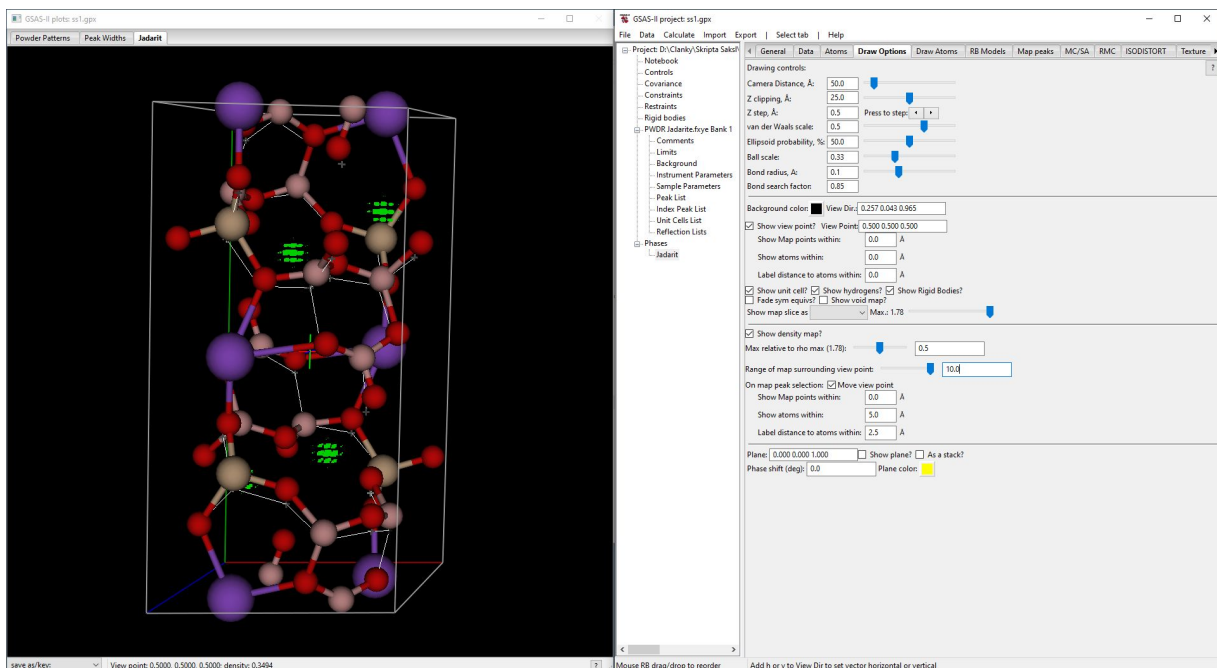 GSAS-II plots: ss1.gpx
Powder Patterns Peak Widths Jadarit
save as/key: View point: 0.5000, 0.5000, 0.5000; density: 0.3494 ?
GSAS-II project: ss1.gpx
File Data Calculate Import Export | Select tab | Help
Project: D:\Clanky\Skripta Saksl\
Notebook
Controls
Covariance
Constraints
Restraints
Rigid bodies
PWDR Jadarite.fxye Bank 1
Comments
Limits
Background
Instrument Parameters
Sample Parameters
Peak List
Index Peak List
Unit Cells List
Reflection Lists
Phases
Jadarit
General Data Atoms Draw Options Draw Atoms RB Models Map peaks MC/SA RMC ISODISTORT Texture
Drawing controls: ?
Camera Distance, Å: 50.0
Z clipping, Å: 25.0
Z step, Å: 0.5 Press to step:
van der Waals scale: 0.5
Ellipsoid probability, %: 50.0
Ball scale: 0.33
Bond radius, A: 0.1
Bond search factor: 0.85
Background color: View Dir.: 0.257 0.043 0.965
Show view point? View Point: 0.500 0.500 0.500
Show Map points within: 0.0 Å
Show atoms within: 0.0 Å
Label distance to atoms within: 0.0 Å
Show unit cell? Show hydrogens? Show Rigid Bodies?
Fade sym equivs? Show void map?
Show map slice as Max.: 1.78
Show density map?
Max relative to rho max (1.78): 0.5
Range of map surrounding view point: 10.0
On map peak selection: Move view point
Show Map points within: 0.0 Å
Show atoms within: 5.0 Å
Label distance to atoms within: 2.5 Å
Plane: 0.000 0.000 1.000 Show plane? As a stack?
Phase shift (deg): 0.0 Plane color:
Mouse RB drag/drop to reorder Add h or v to View Dir to set vector horizontal or vertical